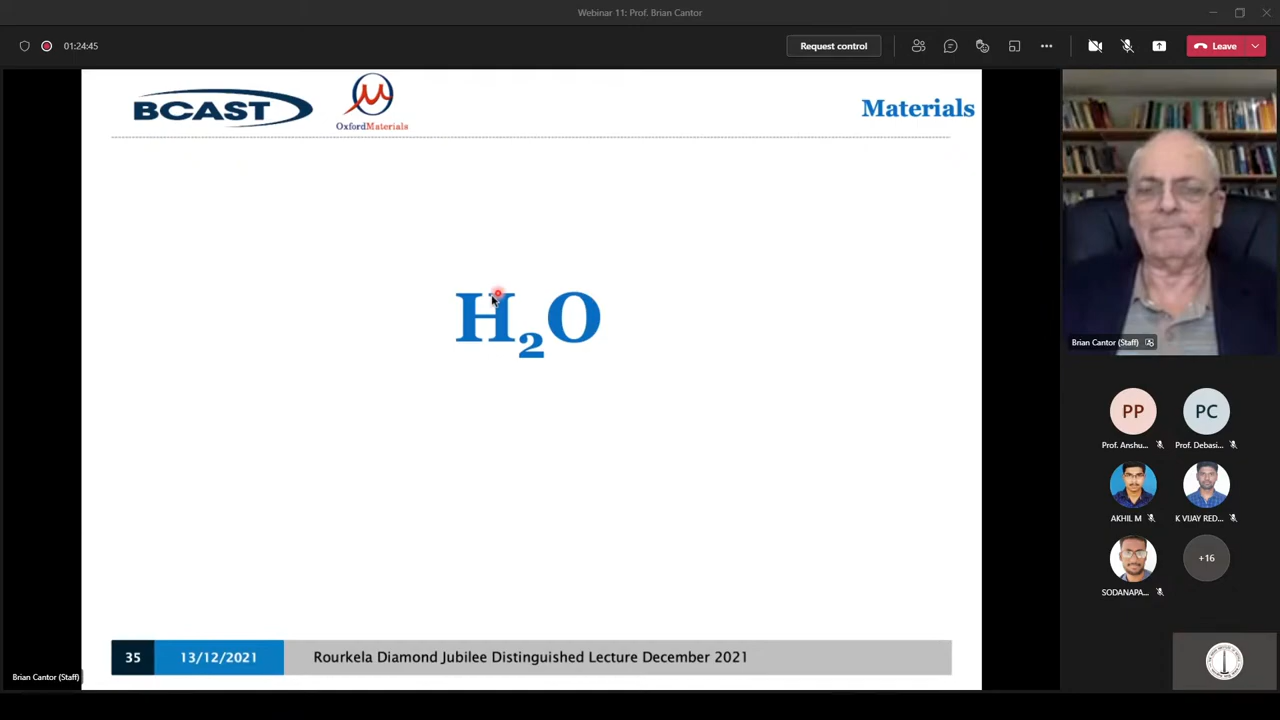 Webinar 11: Prof. Brian Cantor
01:24:45
Request control
Leave
BCAST
OxfordMaterials
Materials
H₂O
35 13/12/2021 Rourkela Diamond Jubilee Distinguished Lecture December 2021
Brian Cantor (Staff)
Brian Cantor (Staff)
PP PC
Prof. Anshu... Prof. Debasi...
AKHIL M K VIJAY RED...
+16
SODANAPA...